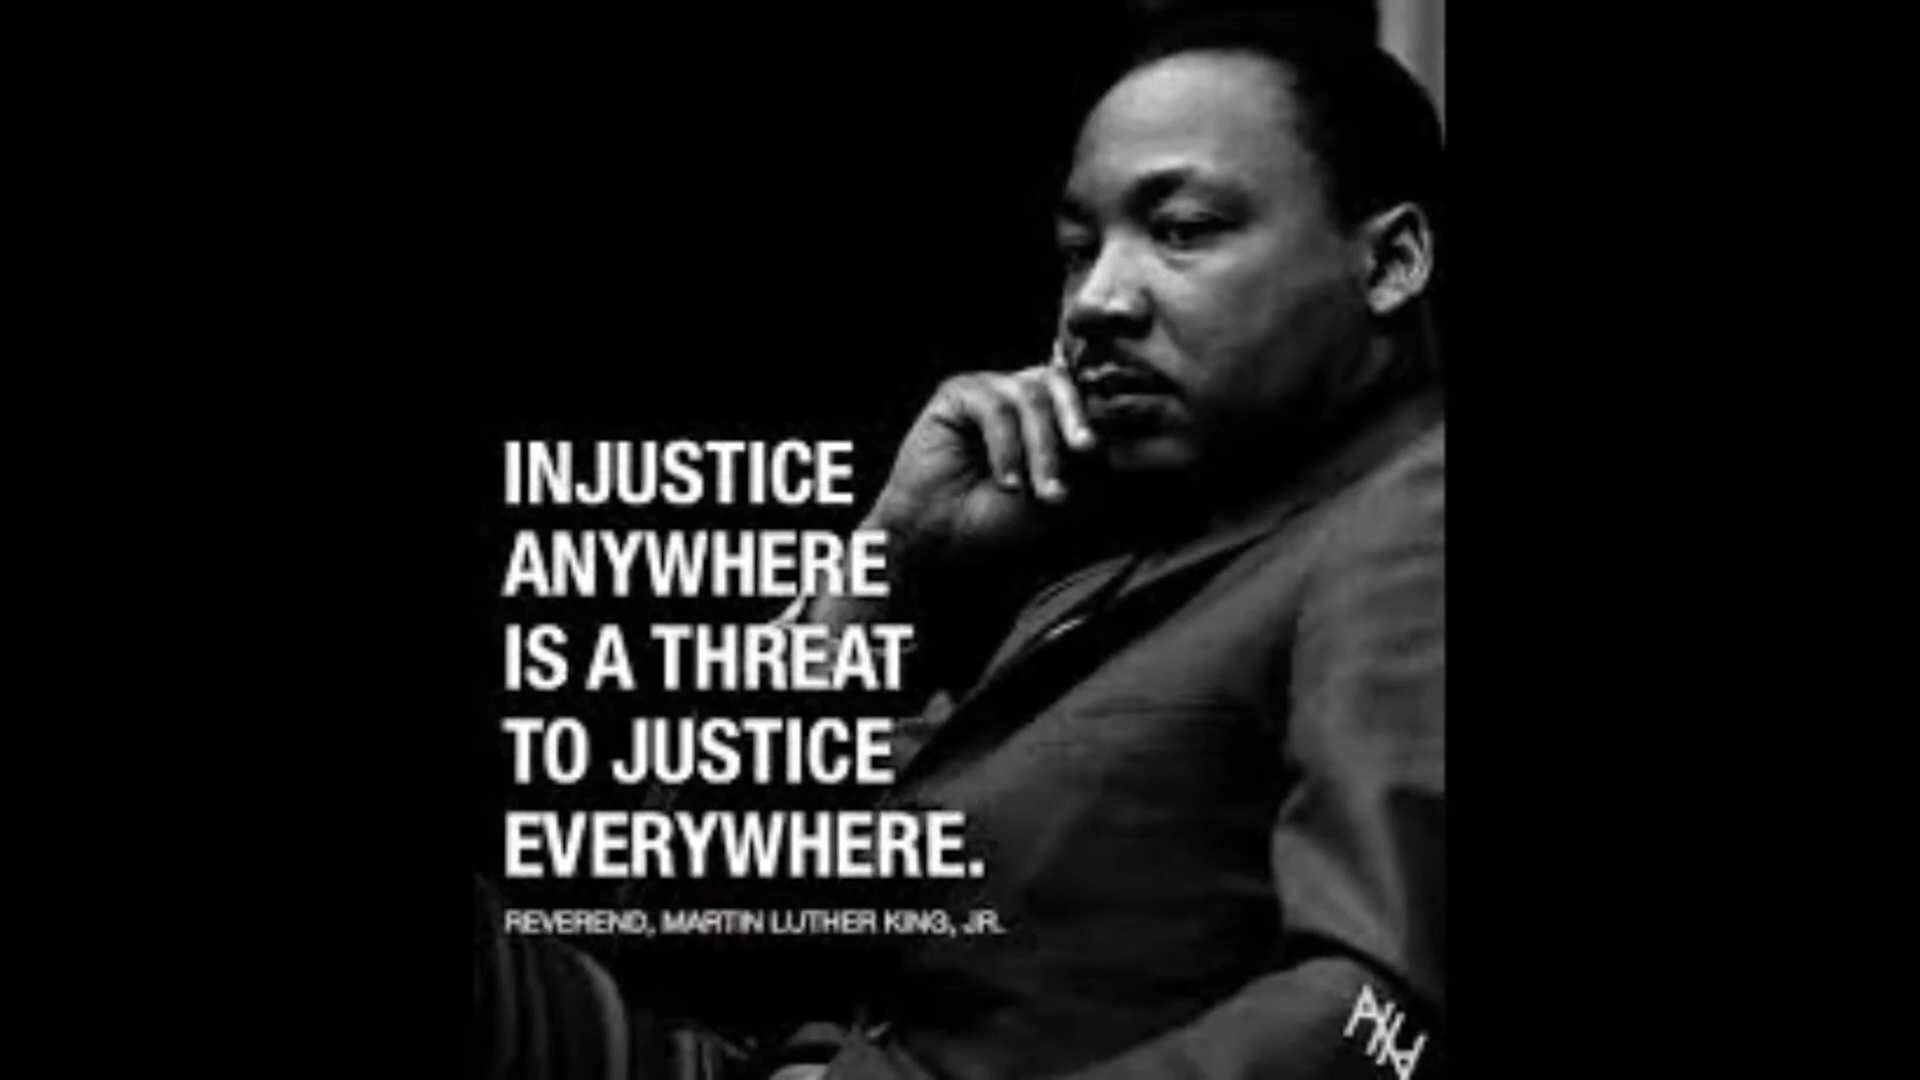 INJUSTICE
ANYWHERE
IS A THREAT
TO JUSTICE
EVERYWHERE.
REVEREND, MARTIN LUTHER KING, JR.